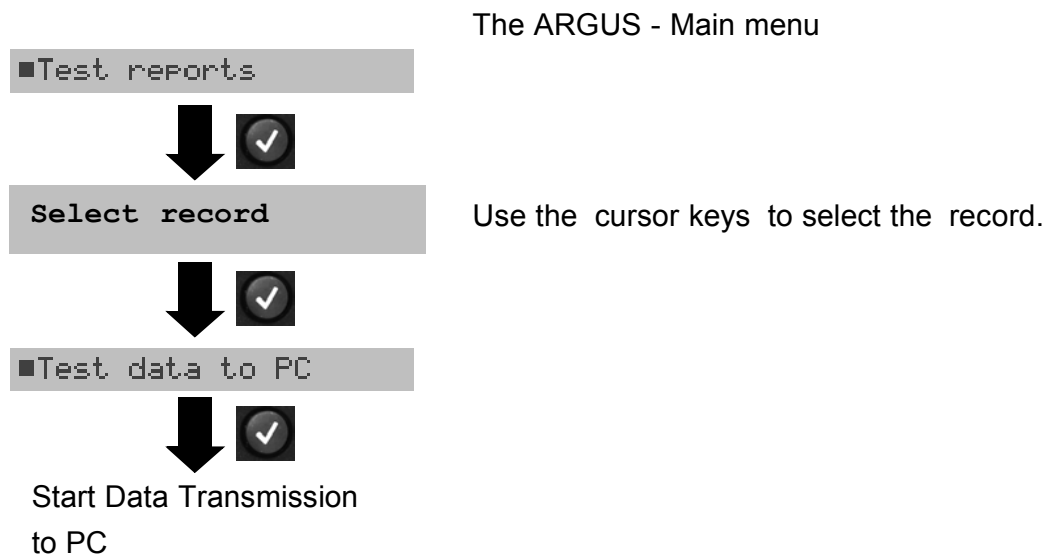 The ARGUS - Main menu
■Test reports
Select record
Use the cursor keys to select the record.
■Test data to PC
Start Data Transmission
to PC